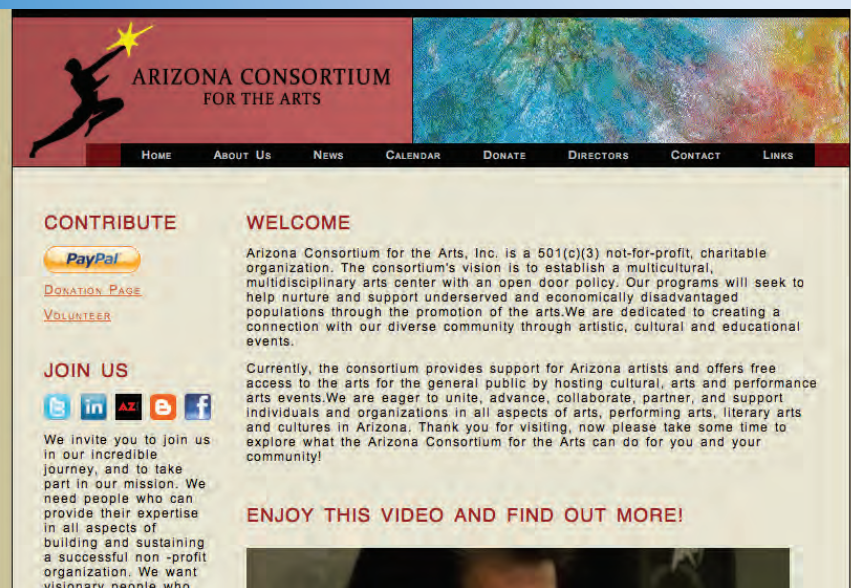 ARIZONA CONSORTIUM
FOR THE ARTS
HOME ABOUT US NEWS CALENDAR DONATE DIRECTORS CONTACT LINKS
CONTRIBUTE
PayPal
DONATION PAGE
VOLUNTEER
JOIN US
in AZ f
We invite you to join us
in our incredible
journey, and to take
part in our mission. We
need people who can
provide their expertise
in all aspects of
building and sustaining
a successful non -profit
organization. We want
visionary people who
WELCOME
Arizona Consortium for the Arts, Inc. is a 501(c)(3) not-for-profit, charitable
organization. The consortium's vision is to establish a multicultural,
multidisciplinary arts center with an open door policy. Our programs will seek to
help nurture and support underserved and economically disadvantaged
populations through the promotion of the arts.We are dedicated to creating a
connection with our diverse community through artistic, cultural and educational
events.
Currently, the consortium provides support for Arizona artists and offers free
access to the arts for the general public by hosting cultural, arts and performance
arts events.We are eager to unite, advance, collaborate, partner, and support
individuals and organizations in all aspects of arts, performing arts, literary arts
and cultures in Arizona. Thank you for visiting, now please take some time to
explore what the Arizona Consortium for the Arts can do for you and your
community!
ENJOY THIS VIDEO AND FIND OUT MORE!